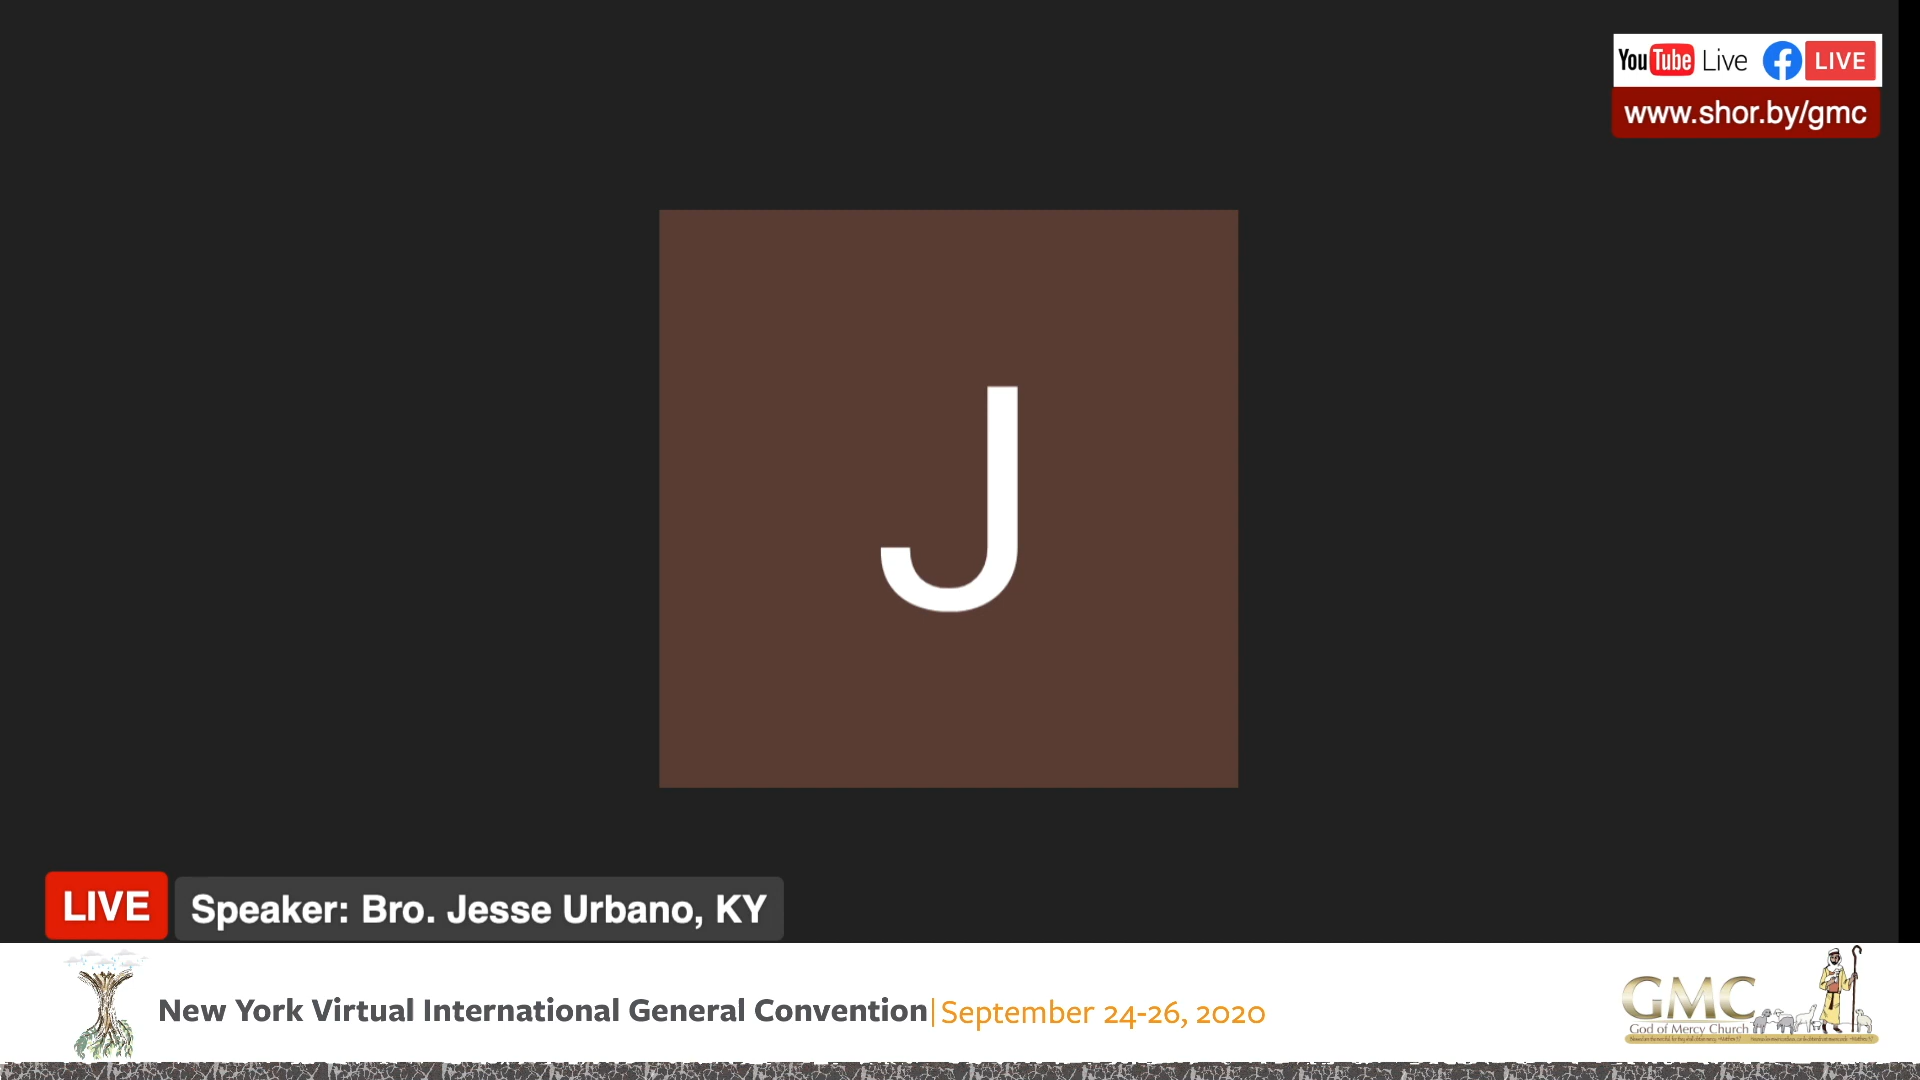 YouTube Live LIVE
www.shor.by/gmc
J
LIVE Speaker: Bro. Jesse Urbano, KY
New York Virtual International General Convention| September 24-26, 2020
GMC
God of Mercy Church